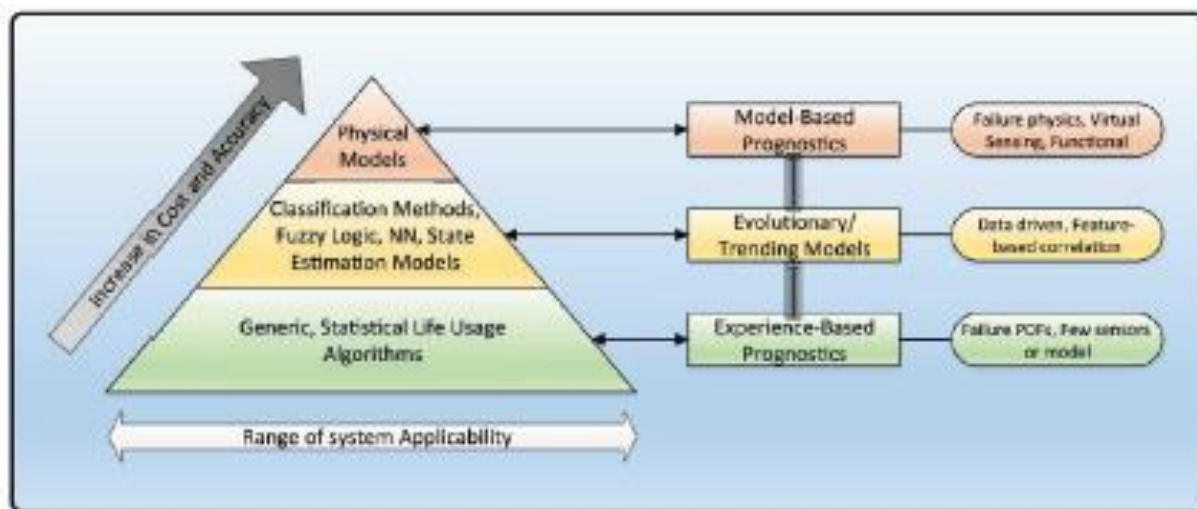 Increase in Cost and Accuracy
Physical
Models
Classification Methods,
Fuzzy Logic, NN, State
Estimation Models
Generic, Statistical Life Usage
Algorithms
Range of system Applicability
Model-Based
Prognostics
Failure physics, Virtual
Sensing, Functional
Evolutionary/
Trending Models
Data driven, Feature-
based correlation
Experience-Based
Prognostics
Failure PDFs, Few sensors
or model